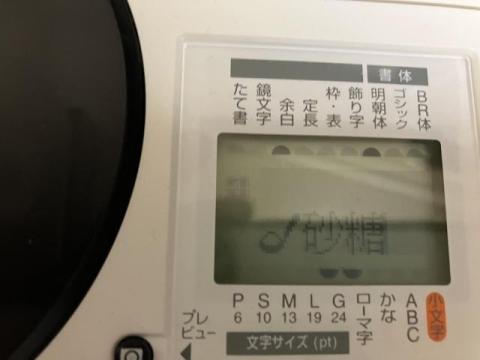 書体
たて書
鏡文字
余白
定長
枠・表
飾り字
明朝体
ゴシック
BR体
砂糖
P S M L G ローマ字 かな ABC 小文字
6 10 13 19 24
文字サイズ (pt)
プレビュー